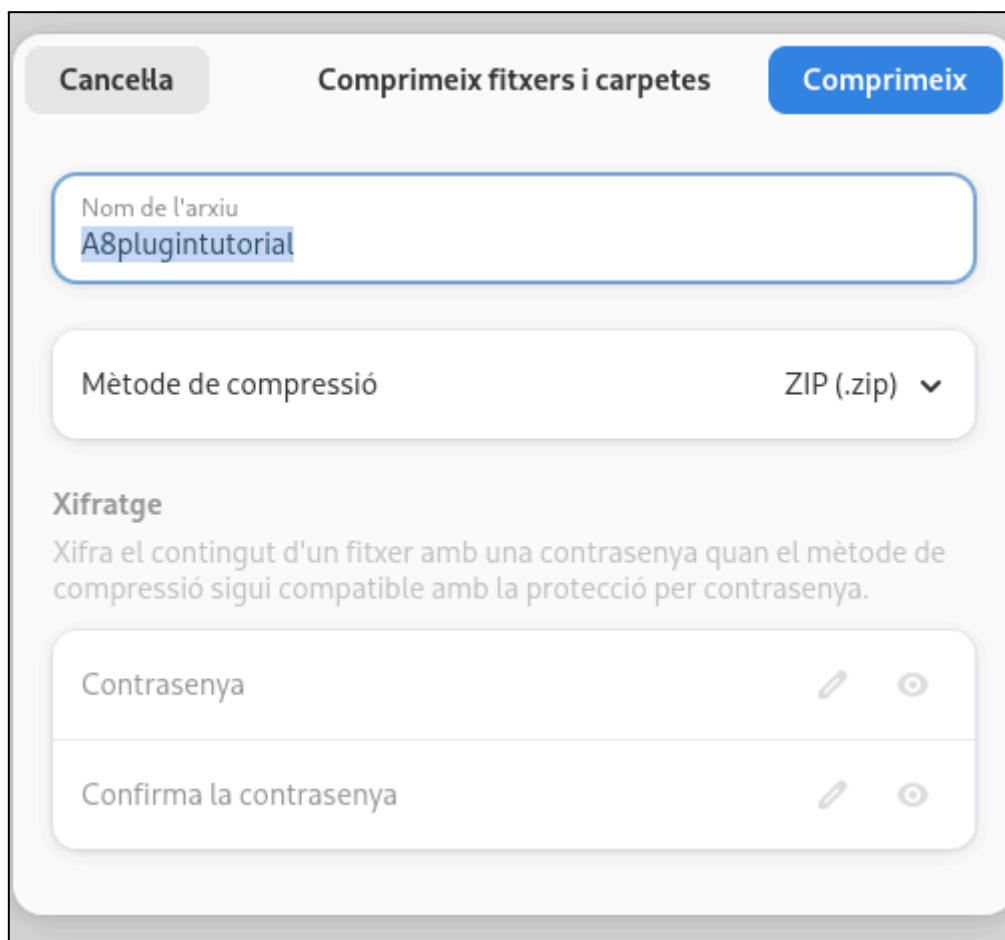 Cancel·la
Comprimeix fitxers i carpetes
Comprimeix
Nom de l'arxiu
A8plugintutorial
Mètode de compressió
ZIP (.zip)
Xifratge
Xifra el contingut d'un fitxer amb una contrasenya quan el mètode de
compressió sigui compatible amb la protecció per contrasenya.
Contrasenya
Confirma la contrasenya